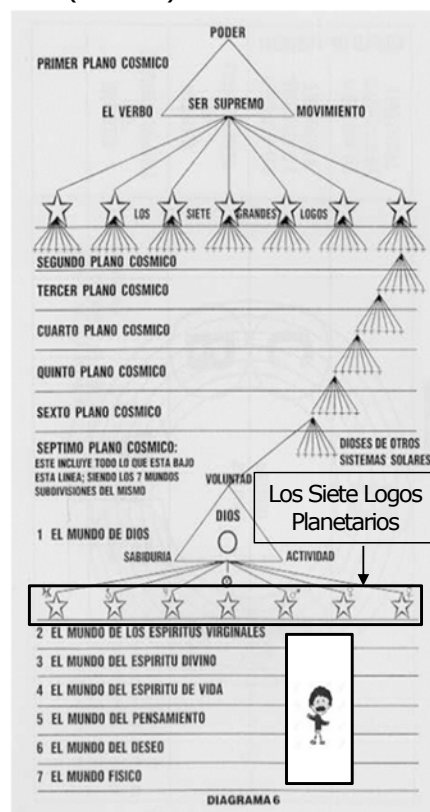 PODER
PRIMER PLANO COSMICO
SER SUPREMO
EL VERBO
MOVIMIENTO
LOS SIETE GRANDES LOGOS
SEGUNDO PLANO COSMICO
TERCER PLANO COSMICO
CUARTO PLANO COSMICO
QUINTO PLANO COSMICO
SEXTO PLANO COSMICO
SEPTIMO PLANO COSMICO:
ESTE INCLUYE TODO LO QUE ESTA BAJO
ESTA LINEA; SIENDO LOS 7 MUNDOS
SUBDIVISIONES DEL MISMO
DIOSES DE OTROS
SISTEMAS SOLARES
VOLUNTAD
Los Siete Logos
Planetarios
DIOS
1 EL MUNDO DE DIOS
SABIDURIA
ACTIVIDAD
2 EL MUNDO DE LOS ESPIRITUS VIRGINALES
3 EL MUNDO DEL ESPIRITU DIVINO
4 EL MUNDO DEL ESPIRITU DE VIDA
5 EL MUNDO DEL PENSAMIENTO
6 EL MUNDO DEL DESEO
7 EL MUNDO FISICO
DIAGRAMA 6